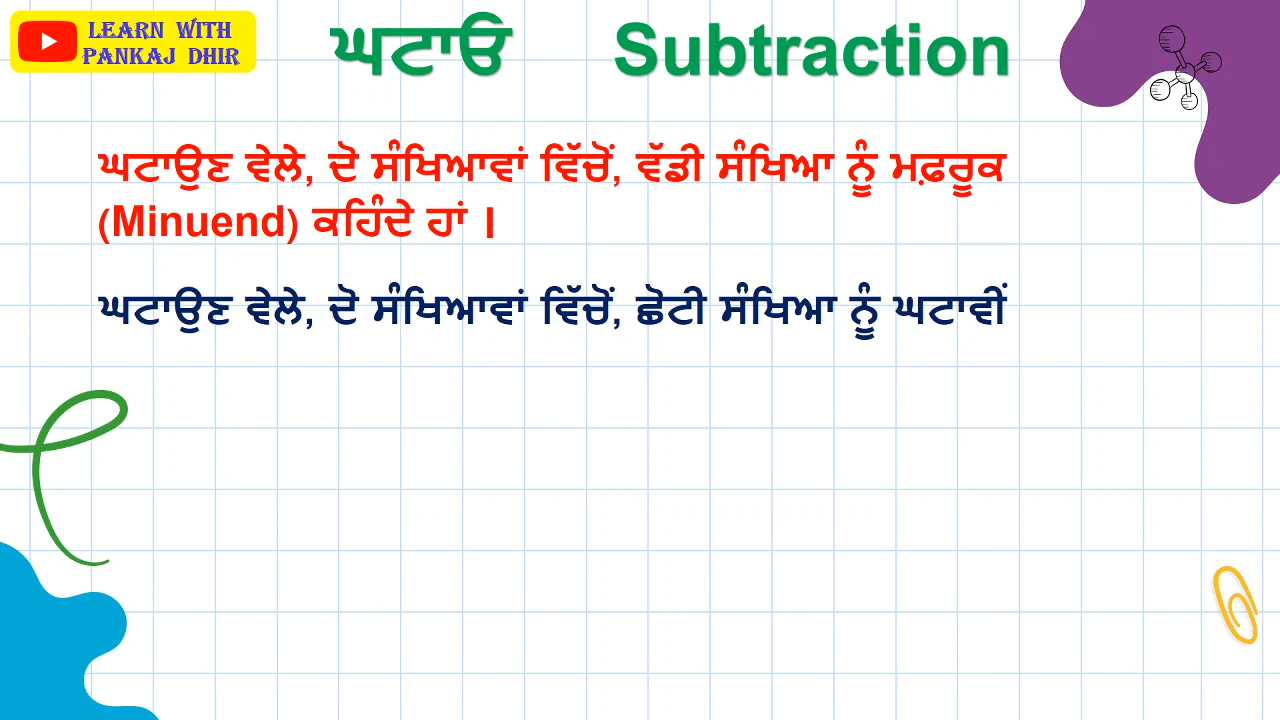 LEARN WITH
PANKAJ DHIR
ਘਟਾਓ Subtraction
ਘਟਾਉਣ ਵੇਲੇ, ਦੋ ਸੰਖਿਆਵਾਂ ਵਿੱਚੋਂ, ਵੱਡੀ ਸੰਖਿਆ ਨੂੰ ਮਫ਼ਰੂਕ
(Minuend) ਕਹਿੰਦੇ ਹਾਂ ।
ਘਟਾਉਣ ਵੇਲੇ, ਦੋ ਸੰਖਿਆਵਾਂ ਵਿੱਚੋਂ, ਛੋਟੀ ਸੰਖਿਆ ਨੂੰ ਘਟਾਵੀਂ